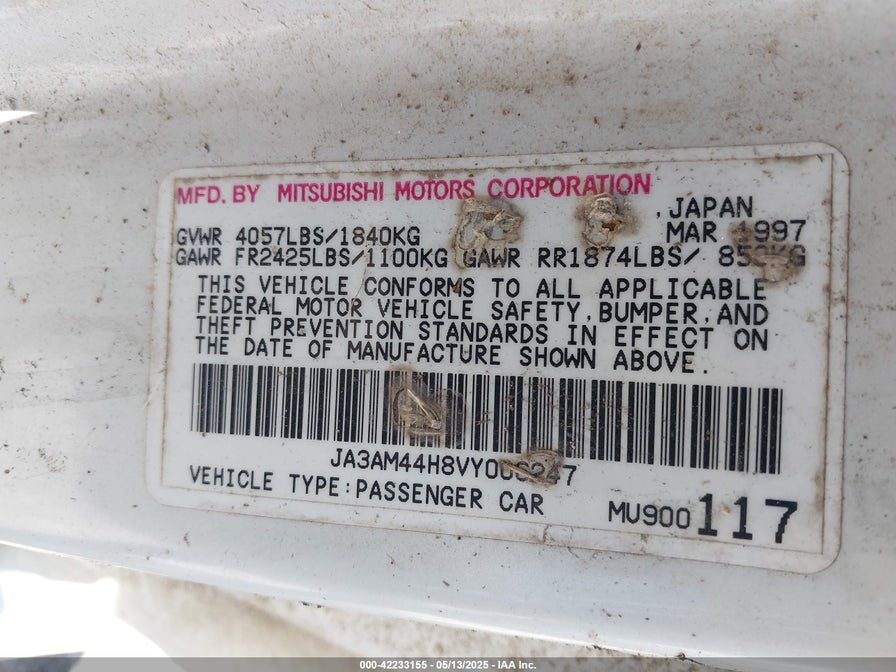 MFD. BY MITSUBISHI MOTORS CORPORATION
,JAPAN
GVWR 4057LBS/1840KG MAR 1997
GAWR FR2425LBS/1100KG GAWR RR1874LBS/
THIS VEHICLE CONFORMS TO ALL APPLICABLE
FEDERAL MOTOR VEHICLE SAFETY,BUMPER,AND
THEFT PREVENTION STANDARDS IN EFFECT ON
THE DATE OF MANUFACTURE SHOWN ABOVE.
VEHICLE TYPE:PASSENGER CAR
MV900 117
000-42233155 - 05/13/2025 - IAA Inc.